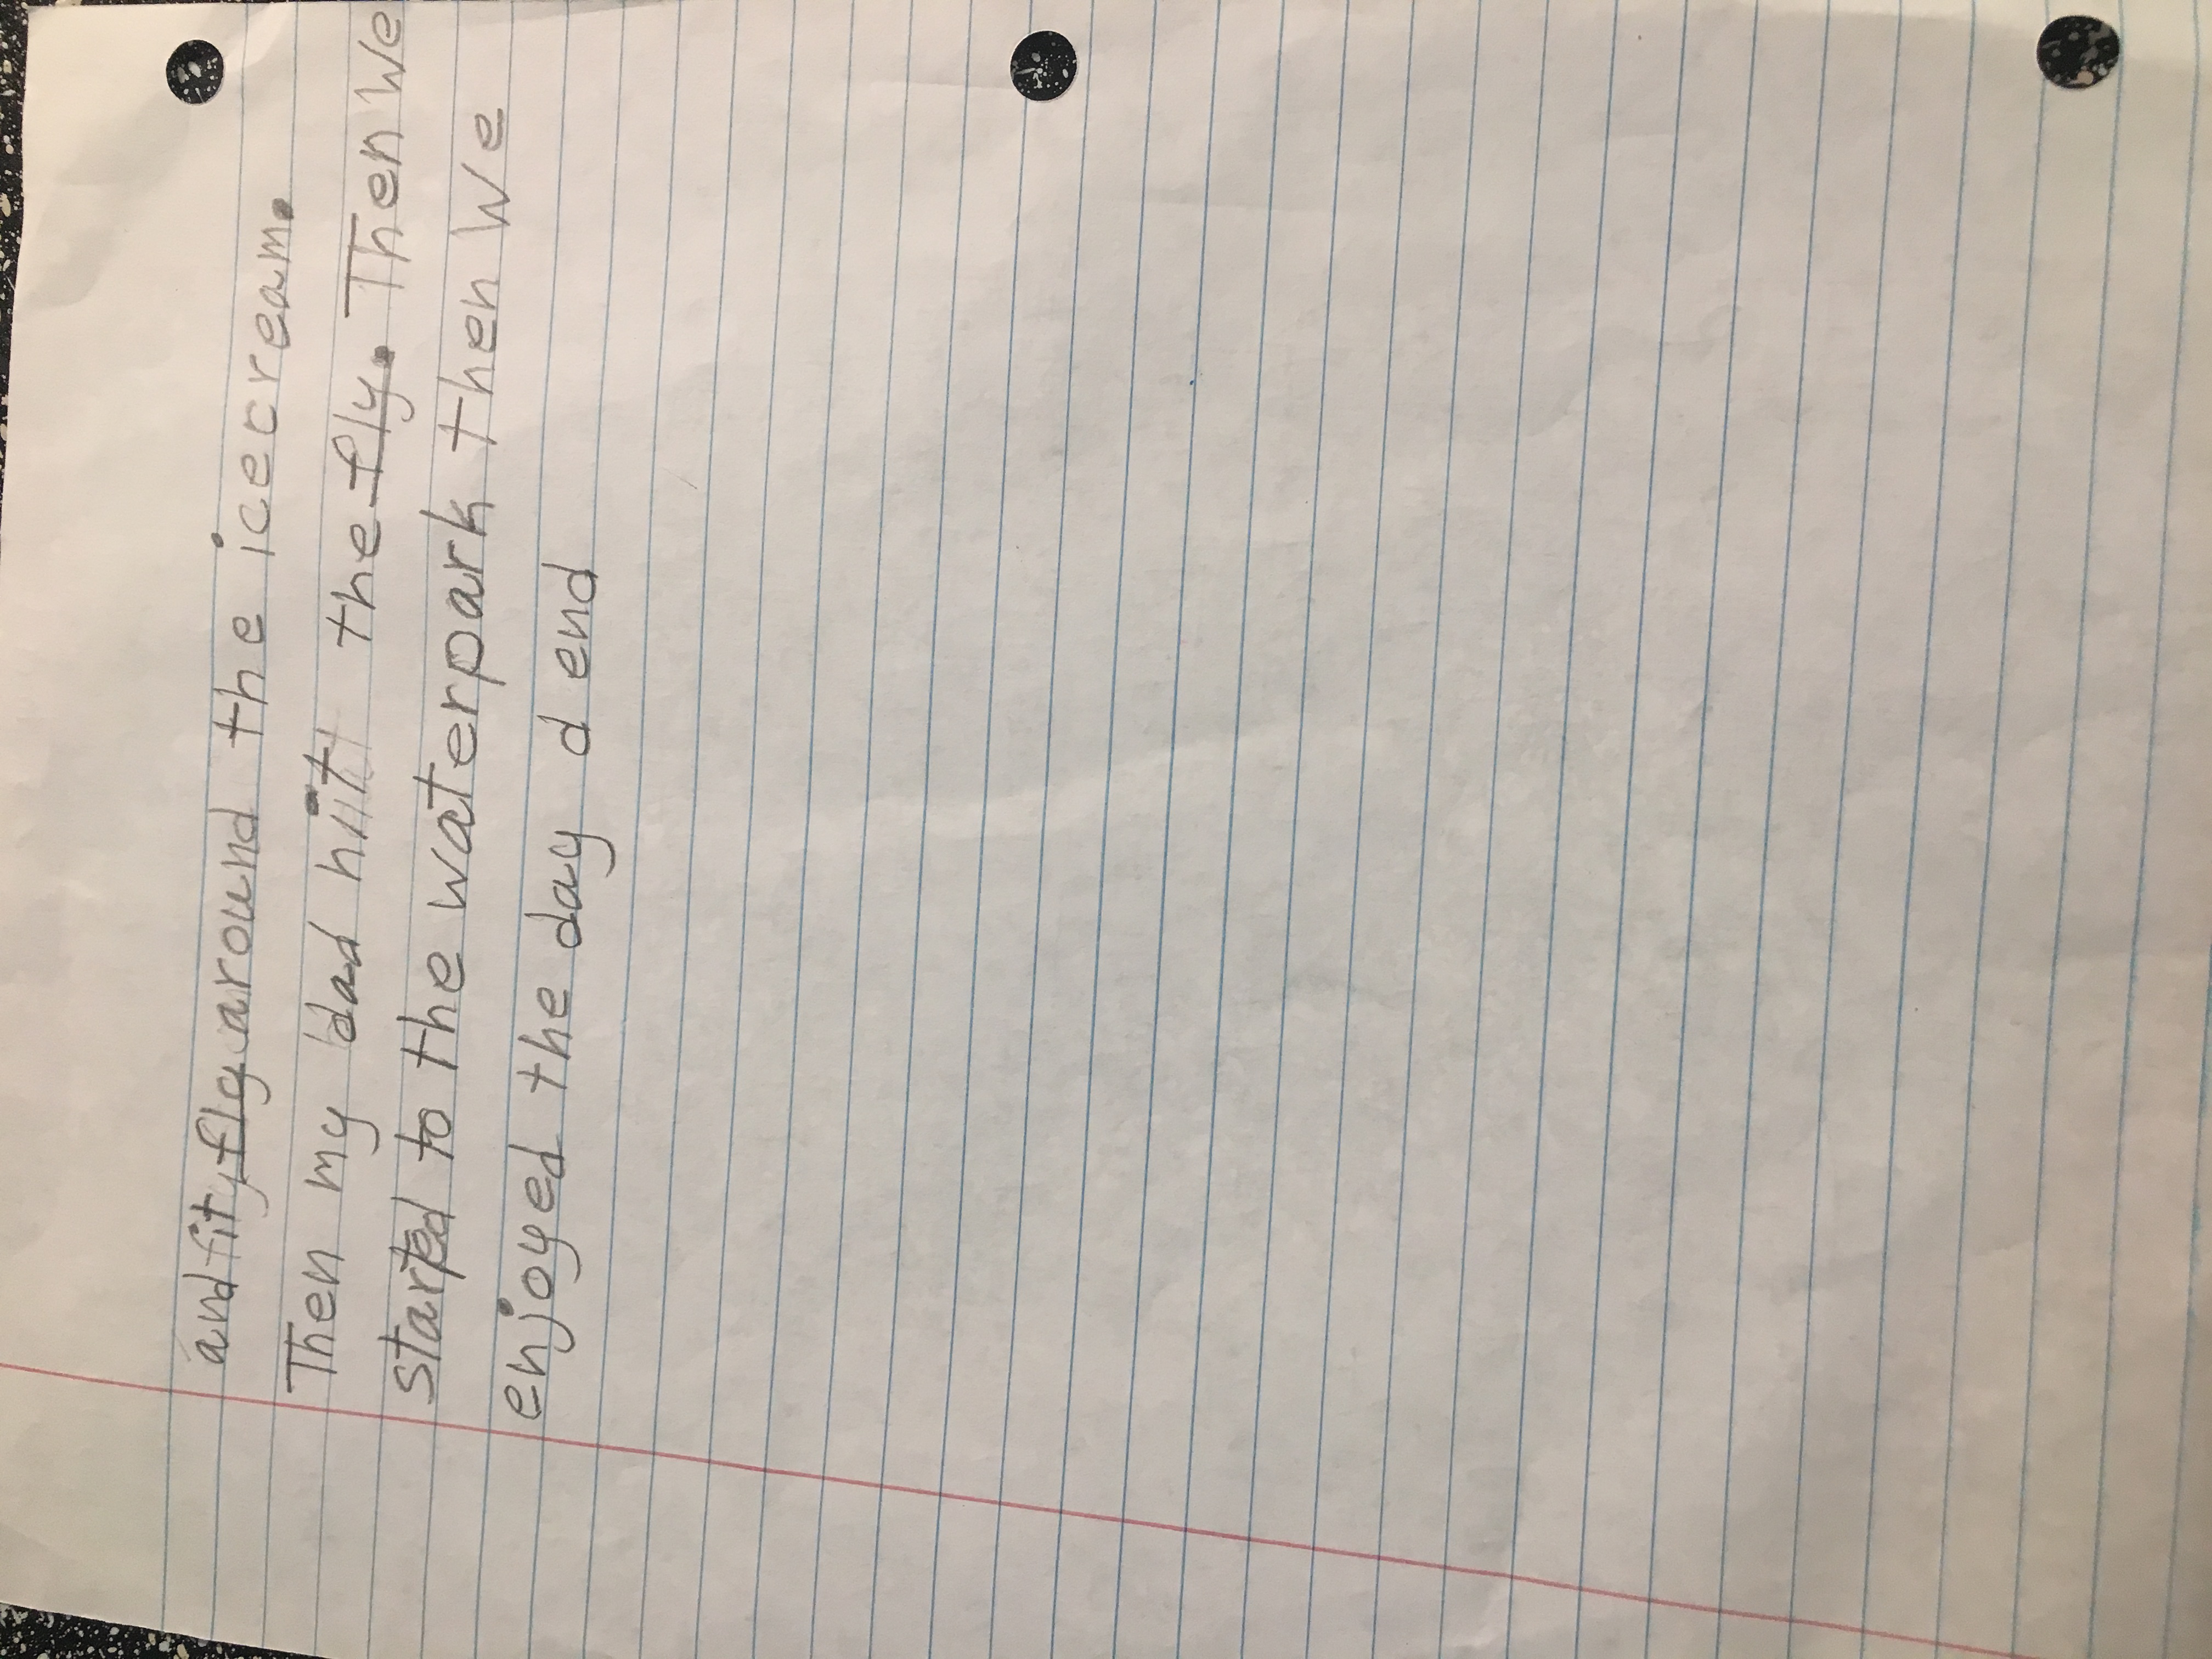 and fity fly around the icecream.
Then my dad hiit the fly. Then We
started to the waterpark then We
enjoyed the day d end